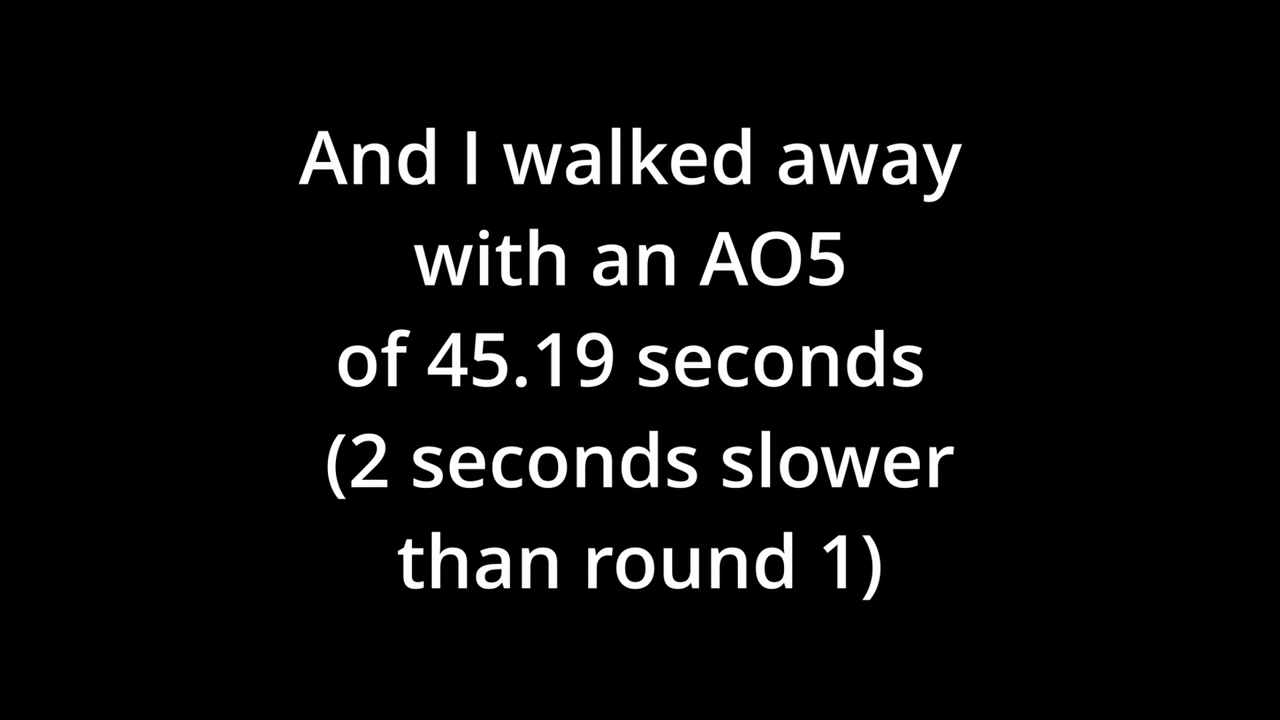 And I walked away
with an AO5
of 45.19 seconds
(2 seconds slower
than round 1)